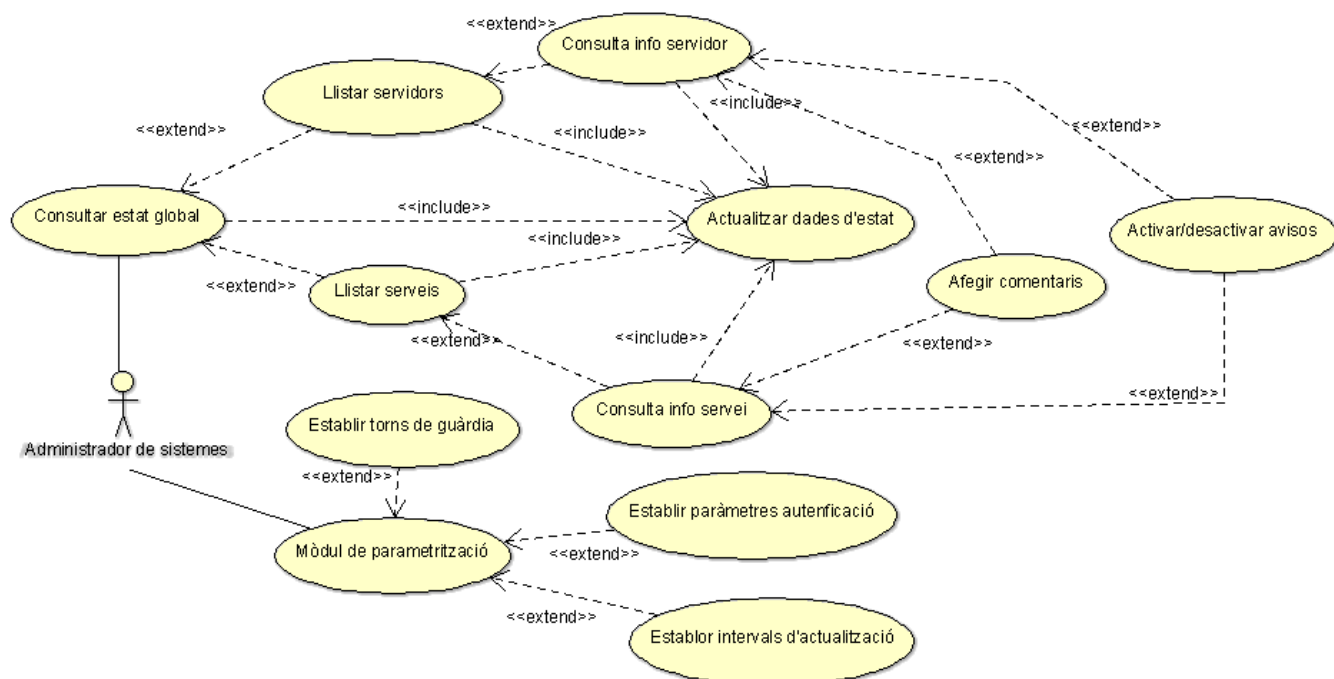 <<extend>>
Consulta info servidor
Llistar servidors
<<include>>
<<extend>>
<<extend>>
<<include>>
<<extend>>
Consultar estat global
<<include>>
Actualitzar dades d'estat
Activar/desactivar avisos
<<include>>
<<extend>>
Llistar serveis
Afegir comentaris
<<extend>>
<<include>>
<<extend>>
<<extend>>
Consulta info servei
Establir torns de guàrdia
Administrador de sistemes
<<extend>>
Establir paràmetres autenficació
Mòdul de parametrització
<<extend>>
<<extend>>
Establor intervals d'actualització